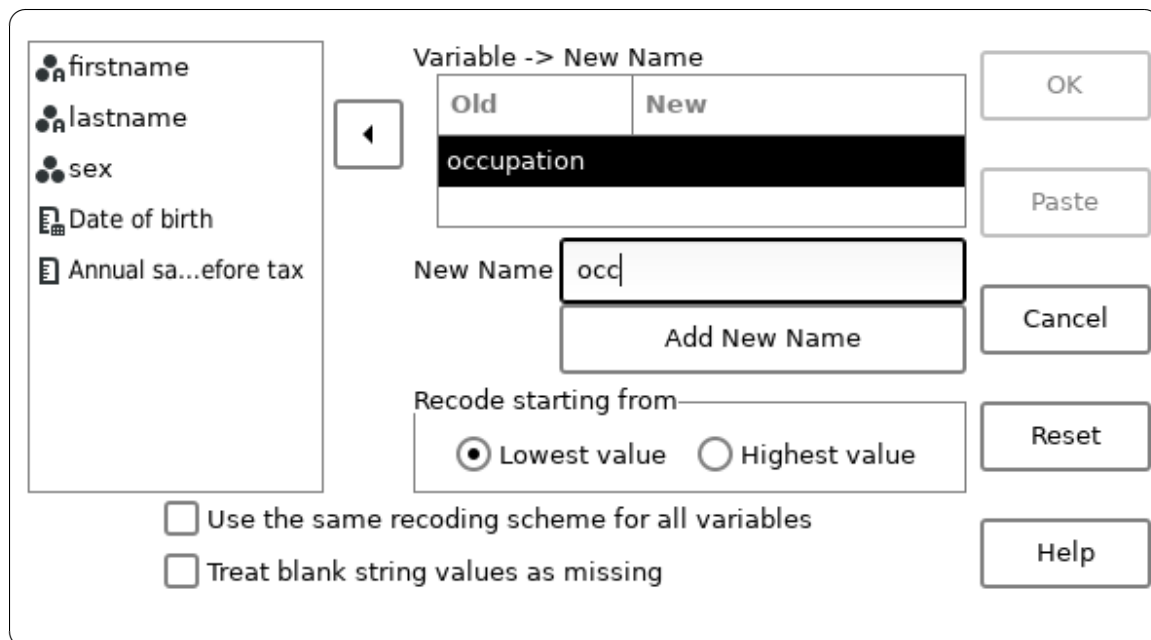 firstname
lastname
sex
Date of birth
Annual sa...efore tax
Variable -> New Name
Old New
occupation
New Name occ
Add New Name
Recode starting from
Lowest value Highest value
Use the same recoding scheme for all variables
Treat blank string values as missing
OK
Paste
Cancel
Reset
Help